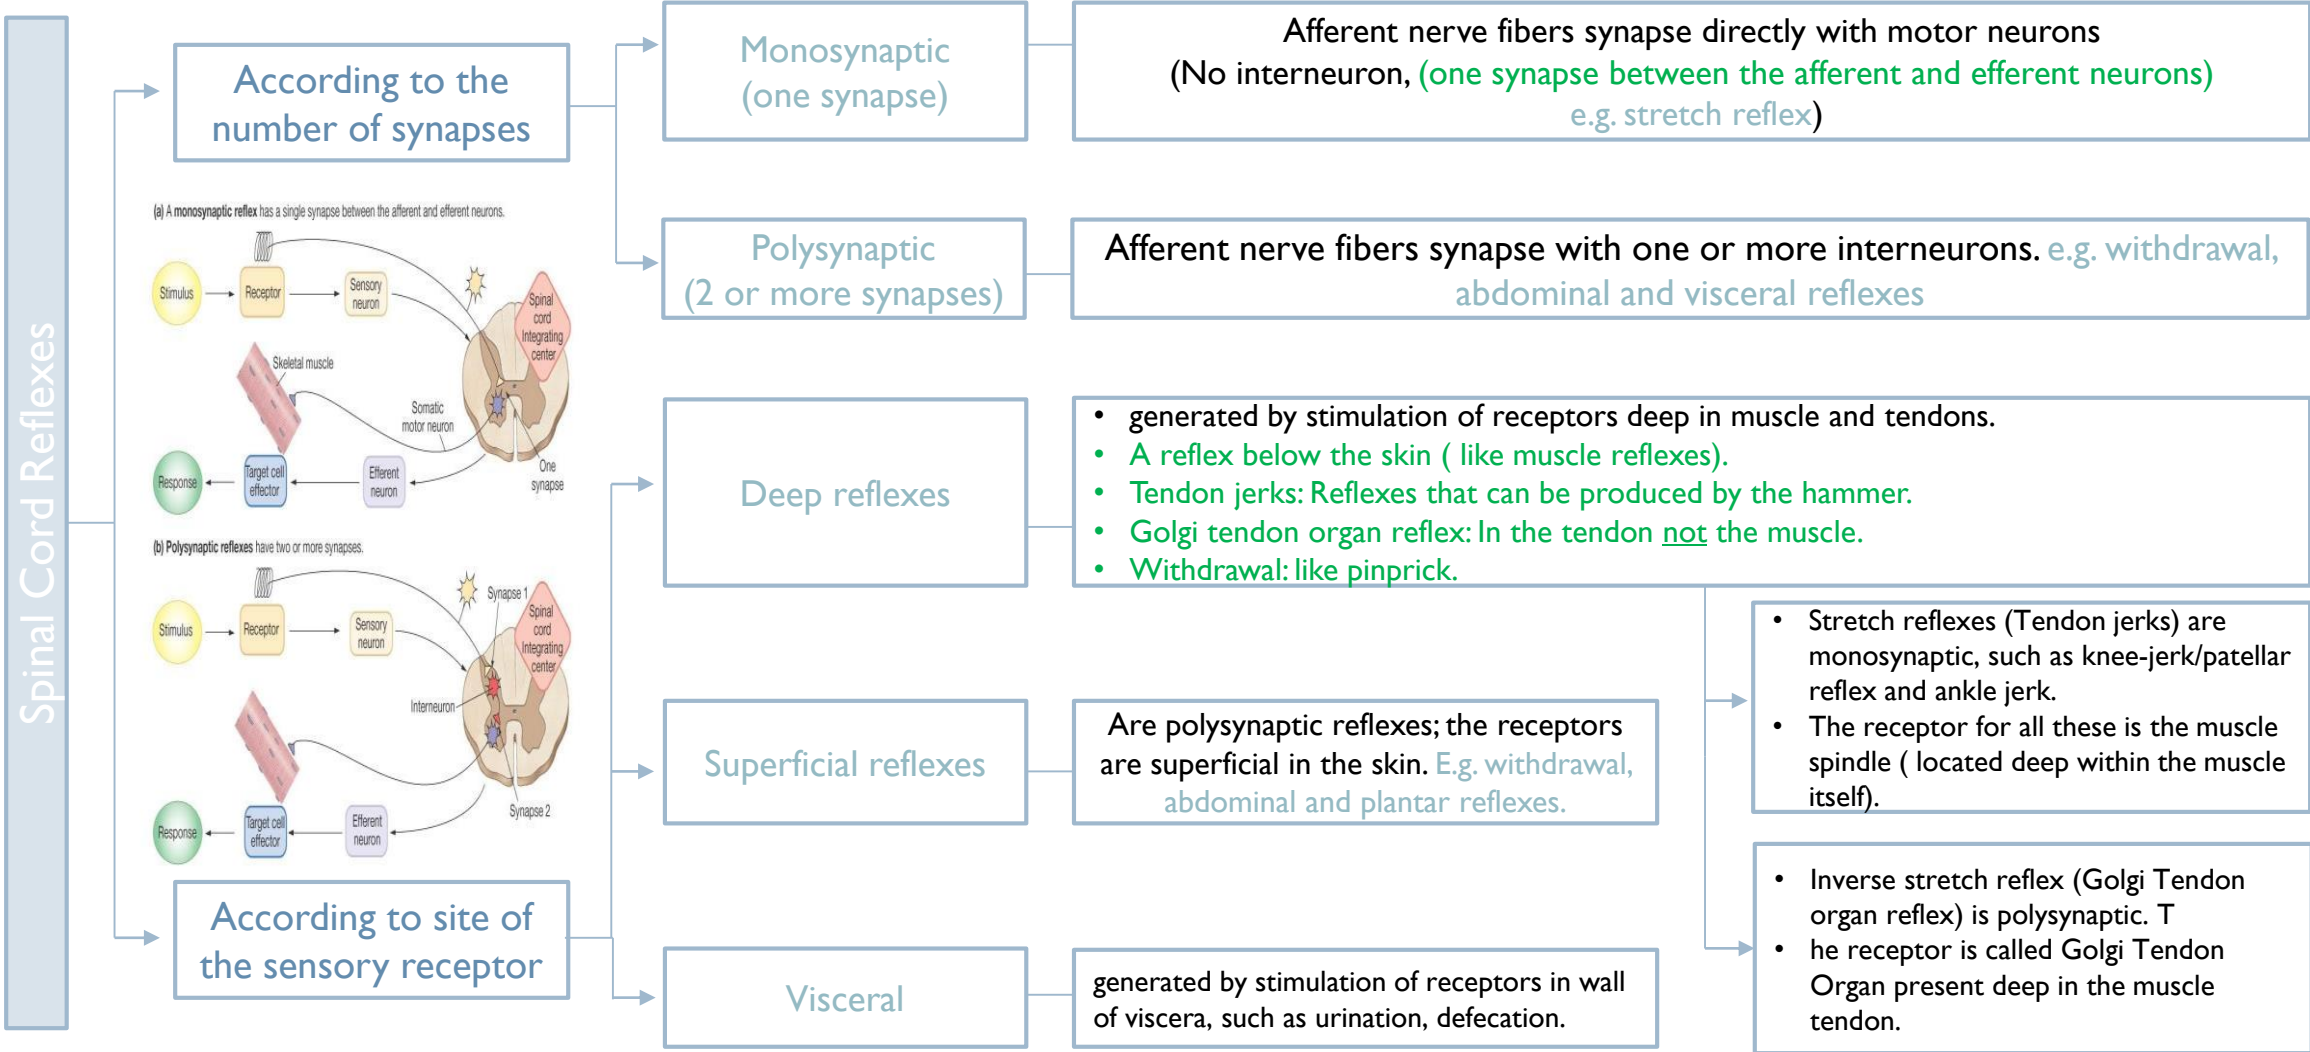 Spinal Cord Reflexes
According to the
number of synapses
Monosynaptic
(one synapse)
Afferent nerve fibers synapse directly with motor neurons
(No interneuron, (one synapse between the afferent and efferent neurons)
e.g. stretch reflex)
Polysynaptic
(2 or more synapses)
Afferent nerve fibers synapse with one or more interneurons. e.g. withdrawal,
abdominal and visceral reflexes
(a) A monosynaptic reflex has a single synapse between the afferent and efferent neurons.
Stimulus
Receptor
Sensory
neuron
Spinal
cord
Integrating
center
Skeletal muscle
Somatic
motor neuron
One
synapse
Response
Target cell
effector
Efferent
neuron
(b) Polysynaptic reflexes have two or more synapses.
Synapse 1
Stimulus
Receptor
Sensory
neuron
Spinal
cord
Integrating
center
Interneuron
Synapse 2
Response
Target cell
effector
Efferent
neuron
According to site of
the sensory receptor
Deep reflexes
• generated by stimulation of receptors deep in muscle and tendons.
• A reflex below the skin ( like muscle reflexes).
• Tendon jerks: Reflexes that can be produced by the hammer.
• Golgi tendon organ reflex: In the tendon not the muscle.
• Withdrawal: like pinprick.
• Stretch reflexes (Tendon jerks) are
monosynaptic, such as knee-jerk/patellar
reflex and ankle jerk.
• The receptor for all these is the muscle
spindle ( located deep within the muscle
itself).
• Inverse stretch reflex (Golgi Tendon
organ reflex) is polysynaptic. T
• he receptor is called Golgi Tendon
Organ present deep in the muscle
tendon.
Superficial reflexes
Are polysynaptic reflexes; the receptors
are superficial in the skin. E.g. withdrawal,
abdominal and plantar reflexes.
Visceral
generated by stimulation of receptors in wall
of viscera, such as urination, defecation.